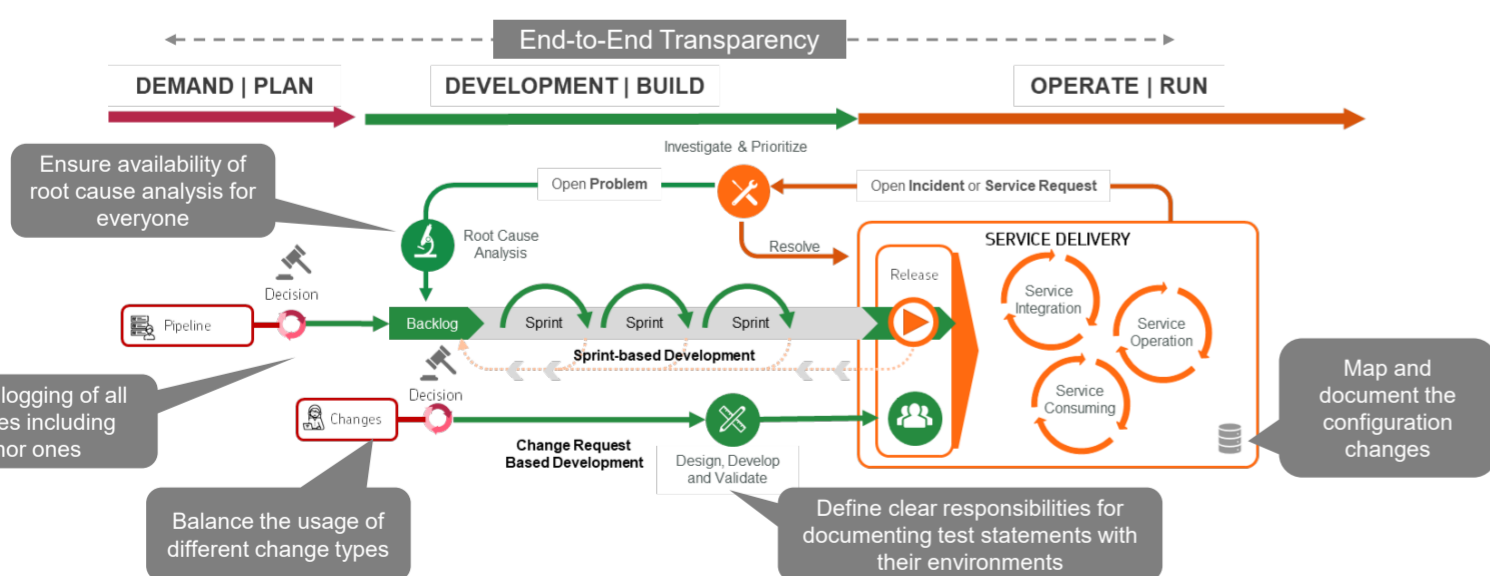 End-to-End Transparency
DEMAND | PLAN
DEVELOPMENT | BUILD
OPERATE | RUN
Investigate & Prioritize
Ensure availability of
root cause analysis for
everyone
Open Problem
Open Incident or Service Request
Root Cause
Analysis
Resolve
SERVICE DELIVERY
Release
Decision
Service
Integration
Service
Operation
Service
Consuming
Pipeline
Backlog
Sprint
Sprint
Sprint
Sprint-based Development
Decision
Changes
Change Request
Based Development
Design, Develop
and Validate
logging of all
es including
nor ones
Map and
document the
configuration
changes
Balance the usage of
different change types
Define clear responsibilities for
documenting test statements with
their environments